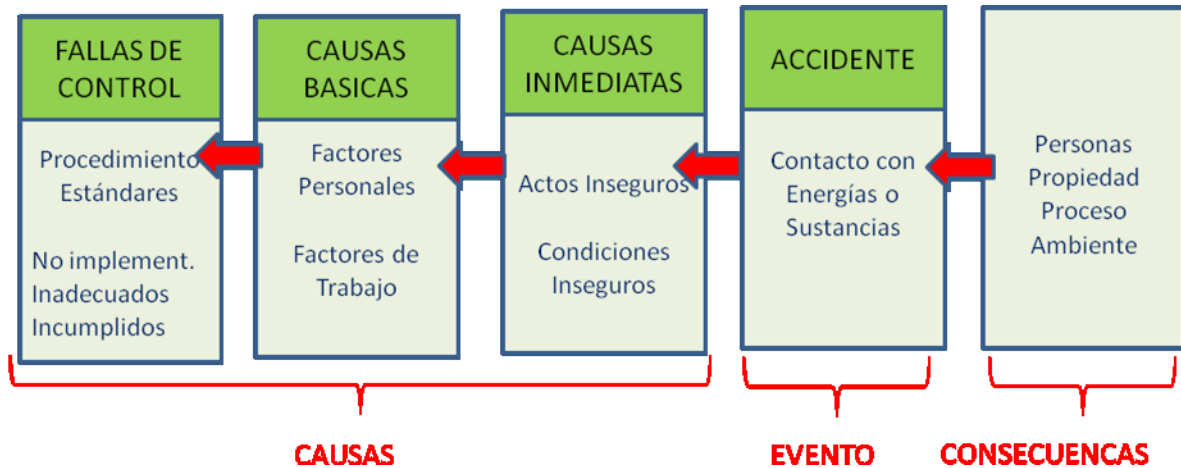 FALLAS DE
CONTROL
Procedimiento
Estándares
No implement.
Inadecuados
Incumplidos
CAUSAS
BASICAS
Factores
Personales
Factores de
Trabajo
CAUSAS
INMEDIATAS
Actos Inseguros
Condiciones
Inseguros
ACCIDENTE
Contacto con
Energías o
Sustancias
Personas
Propiedad
Proceso
Ambiente
CAUSAS
EVENTO
CONSECUENCAS